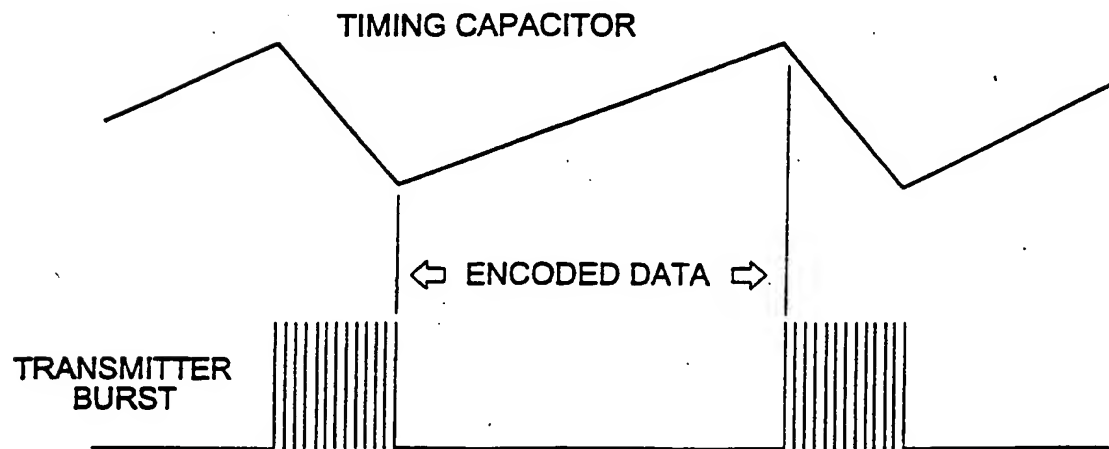 TIMING CAPACITOR
ENCODED DATA
TRANSMITTER
BURST